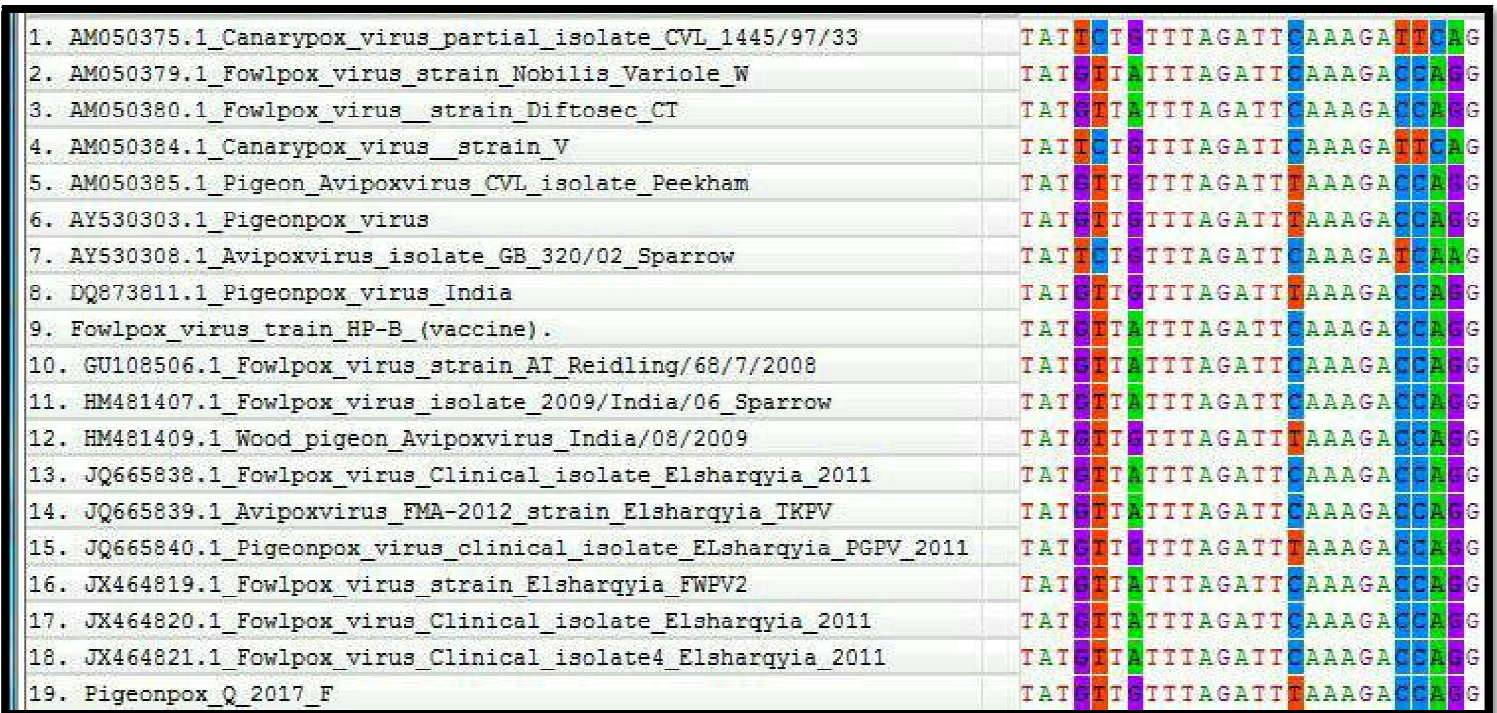 1. AM050375.1_Canarypox_virus_partial_isolate_CVL_1445/97/33 TATTCTGTTTAGATTCAAAGATTCAG
2. AM050379.1_Fowlpox_virus_strain_Nobilis_Variole_W TATGTTATTTAGATTCAAAGACCAGG
3. AM050380.1_Fowlpox_virus__strain_Diftosec_CT TATGTTATTTAGATTCAAAGACCAGG
4. AM050384.1_Canarypox_virus__strain_V TATTCTGTTTAGATTCAAAGATTCAG
5. AM050385.1_Pigeon_Avipoxvirus_CVL_isolate_Peekham TATGTTGTTTAGATTTAAAGACCAGG
6. AY530303.1_Pigeonpox_virus TATGTTGTTTAGATTTAAAGACCAGG
7. AY530308.1_Avipoxvirus_isolate_GB_320/02_Sparrow TATTCTGTTTAGATTCAAAGATCAAG
8. DQ873811.1_Pigeonpox_virus_India TATGTTGTTTAGATTTAAAGACCAGG
9. Fowlpox_virus_train_HP-B_(vaccine). TATGTTATTTAGATTCAAAGACCAGG
10. GU108506.1_Fowlpox_virus_strain_AT_Reidling/68/7/2008 TATGTTATTTAGATTCAAAGACCAGG
11. HM481407.1_Fowlpox_virus_isolate_2009/India/06_Sparrow TATGTTATTTAGATTCAAAGACCAGG
12. HM481409.1_Wood_pigeon_Avipoxvirus_India/08/2009 TATGTTGTTTAGATTTAAAGACCAGG
13. JQ665838.1_Fowlpox_virus_Clinical_isolate_Elsharqyia_2011 TATGTTATTTAGATTCAAAGACCAGG
14. JQ665839.1_Avipoxvirus_FMA-2012_strain_Elsharqyia_TKPV TATGTTATTTAGATTCAAAGACCAGG
15. JQ665840.1_Pigeonpox_virus_clinical_isolate_ELsharqyia_PGPV_2011 TATGTTGTTTAGATTTAAAGACCAGG
16. JX464819.1_Fowlpox_virus_strain_Elsharqyia_FWPV2 TATGTTATTTAGATTCAAAGACCAGG
17. JX464820.1_Fowlpox_virus_Clinical_isolate_Elsharqyia_2011 TATGTTATTTAGATTCAAAGACCAGG
18. JX464821.1_Fowlpox_virus_Clinical_isolate4_Elsharqyia_2011 TATGTTATTTAGATTCAAAGACCAGG
19. Pigeonpox_Q_2017_F TATGTTGTTTAGATTTAAAGACCAGG